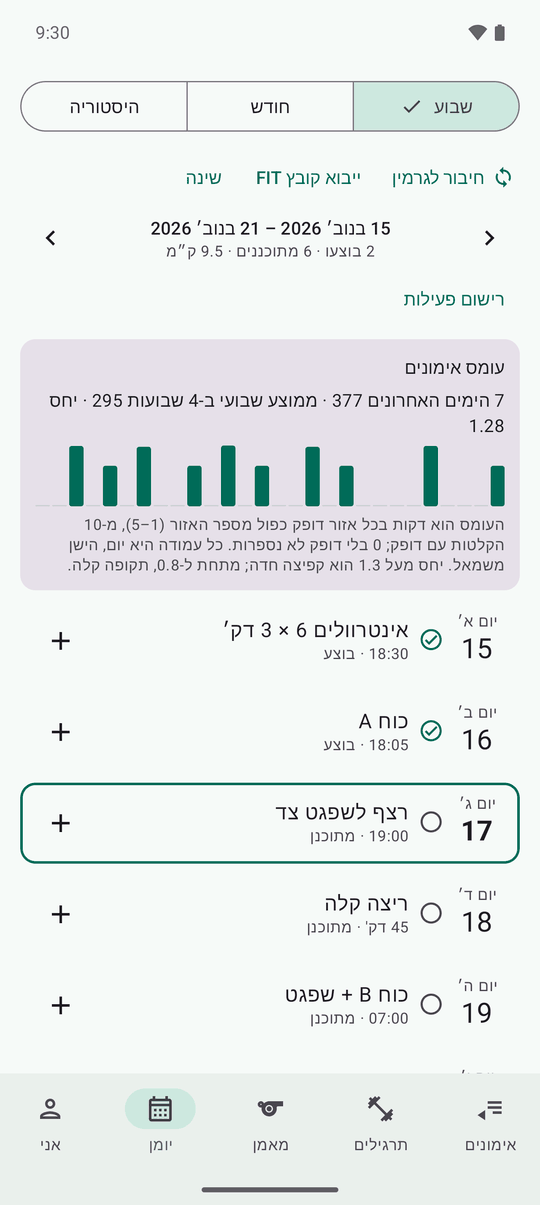 9:30
שבוע
חודש
היסטוריה
חיבור לגרמין
ייבוא קובץ FIT
שינה
15 בנוב׳ 2026 – 21 בנוב׳ 2026
2 בוצעו · 6 מתוכננים · 9.5 ק״מ
רישום פעילות
עומס אימונים
7 הימים האחרונים 377 · ממוצע שבועי ב-4 שבועות 295 · יחס
1.28
העומס הוא דקות בכל אזור דופק כפול מספר האזור (1–5), מ-10
הקלטות עם דופק; 0 בלי דופק לא נספרות. כל עמודה היא יום, הישן
משמאל. יחס מעל 1.3 הוא קפיצה חדה; מתחת ל-0.8, תקופה קלה.
יום א׳
15
אינטרוולים 6 × 3 דק׳
18:30 · בוצע
יום ב׳
16
כוח A
18:05 · בוצע
יום ג׳
17
רצף לשפגט צד
19:00 · מתוכנן
יום ד׳
18
ריצה קלה
45 דק' · מתוכנן
יום ה׳
19
כוח B + שפגט
07:00 · מתוכנן
אימונים
תרגילים
מאמן
יומן
אני